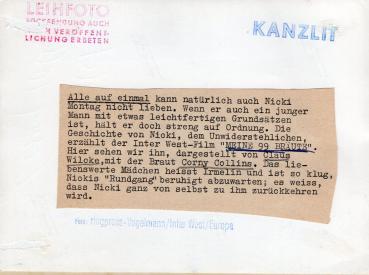 LEIHFOTO
RÜCKSENDUNG AUCH
N VERÖFFENT-
LICHUNG ERBETEN
KANZLIT
Alle auf einmal kann natürlich auch Nicki
Montag nicht lieben. Wenn er auch ein junger
Mann mit etwas leichtfertigen Grundsätzen
ist, hält er doch streng auf Ordnung. Die
Geschichte von Nicki, dem Unwiderstehlichen,
erzählt der Inter West-Film "MEINE 99 BRÄUTE".
Hier sehen wir ihn, dargestellt von Claus
Wilcke, mit der Braut Corny Collins. Das lie-
benswerte Mädchen heisst Irmelin und ist so klug,
Nickis "Rundgang" beruhigt abzuwarten; es weiss,
dass Nicki ganz von selbst zu ihm zurückkehren
wird.
Foto: Ringpress-Vogelmann/Inter West/Europa